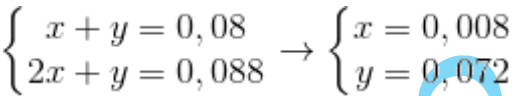 x + y = 0, 08 → x = 0, 008
2x + y = 0, 088 y = 0, 072